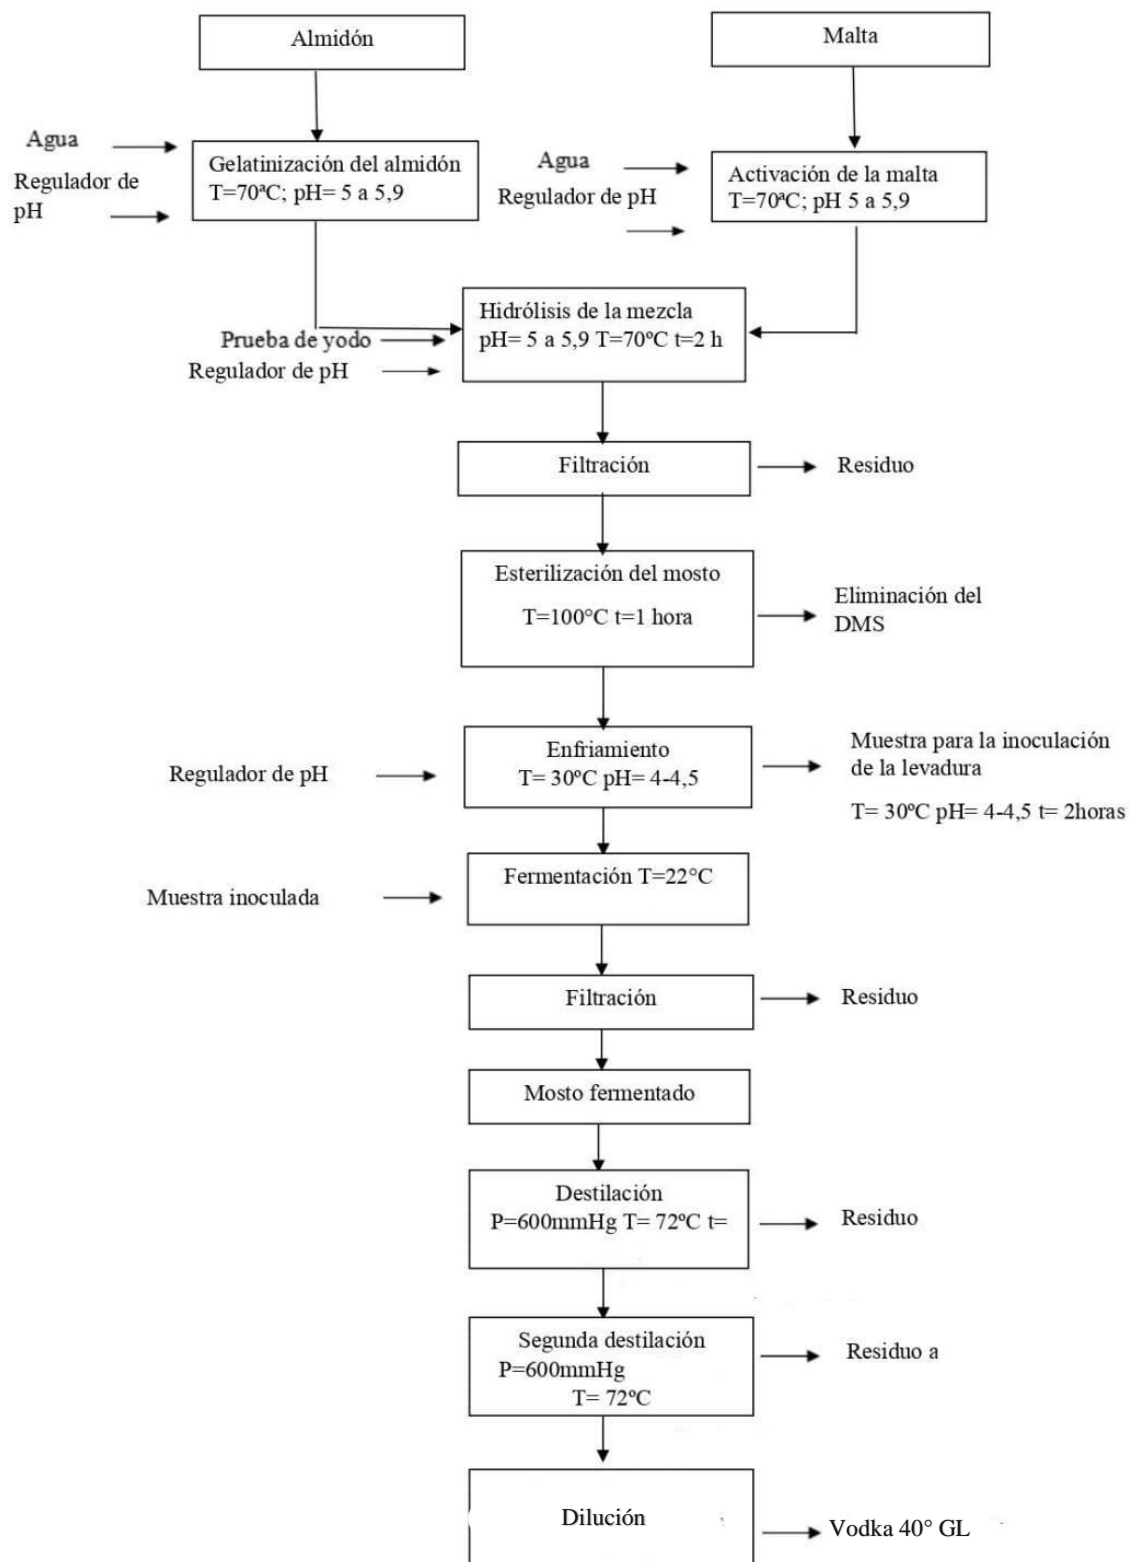 Almidón
Malta
Agua
Regulador de
pH
Gelatinización del almidón
T=70ªC; pH= 5 a 5,9
Agua
Regulador de pH
Activación de la malta
T=70ªC; pH 5 a 5,9
Hidrólisis de la mezcla
pH= 5 a 5,9 T=70ºC t=2 h
Prueba de yodo
Regulador de pH
Filtración
Residuo
Esterilización del mosto
T=100°C t=1 hora
Eliminación del
DMS
Regulador de pH
Enfriamiento
T= 30ºC pH= 4-4,5
Muestra para la inoculación
de la levadura
T= 30ºC pH= 4-4,5 t= 2horas
Muestra inoculada
Fermentación T=22°C
Filtración
Residuo
Mosto fermentado
Destilación
P=600mmHg T= 72ºC t=
Residuo
Segunda destilación
P=600mmHg
T= 72ºC
Residuo a
Dilución
Vodka 40° GL